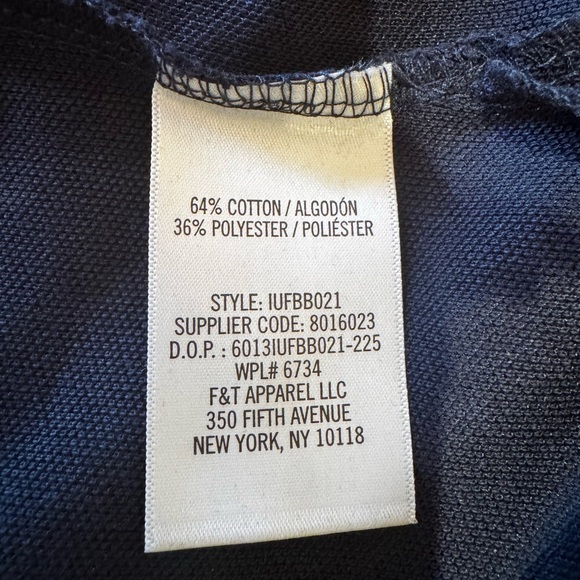 64% COTTON / ALGODÓN
36% POLYESTER / POLIÉSTER
STYLE: IUFBB021
SUPPLIER CODE: 8016023
D.O.P. : 6013IUFBB021-225
WPL# 6734
F&T APPAREL LLC
350 FIFTH AVENUE
NEW YORK, NY 10118